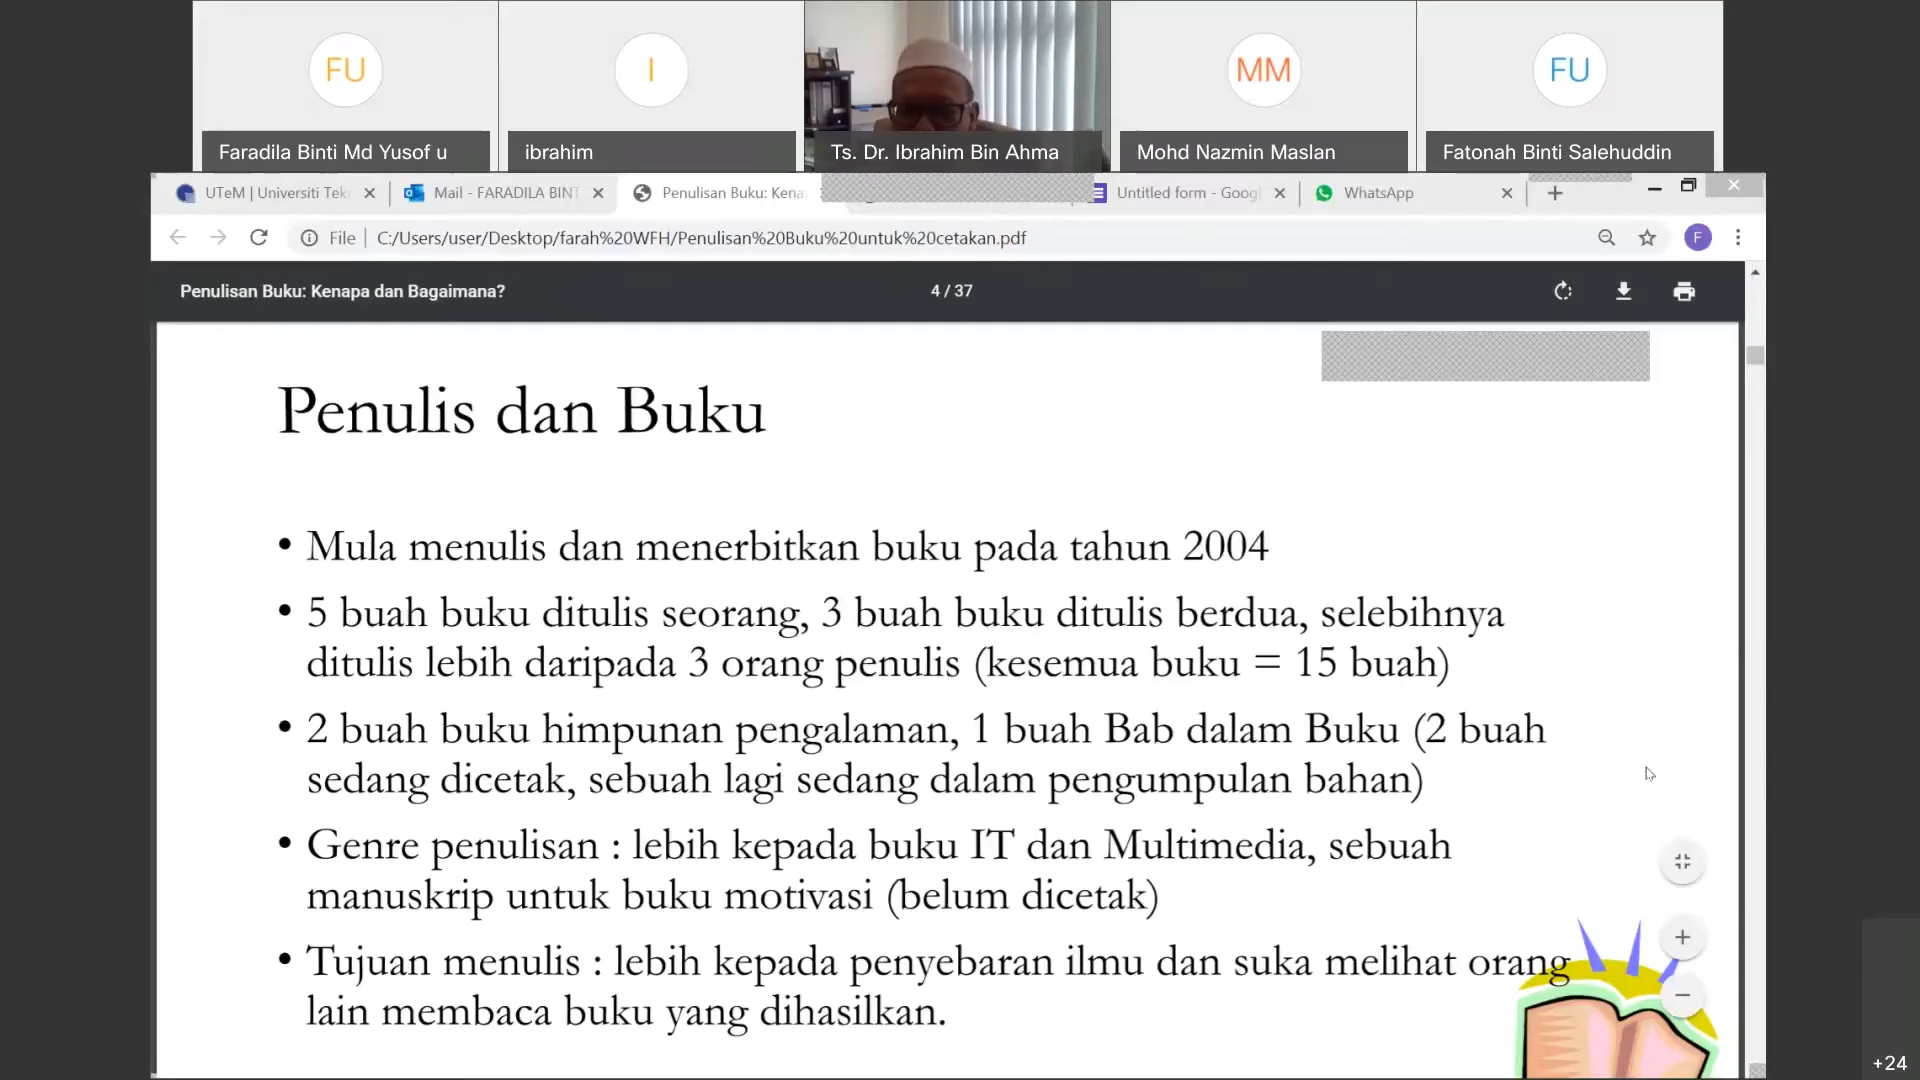 FU
I
MM
FU
Faradila Binti Md Yusof u
ibrahim
Ts. Dr. Ibrahim Bin Ahma
Mohd Nazmin Maslan
Fatonah Binti Salehuddin
UTeM | Universiti Tek
Mail - FARADILA BINT
Penulisan Buku: Kena
Untitled form - Goog
WhatsApp
File
C:/Users/user/Desktop/farah%20WFH/Penulisan%20Buku%20untuk%20cetakan.pdf
F
Penulisan Buku: Kenapa dan Bagaimana?
4 / 37
Penulis dan Buku
• Mula menulis dan menerbitkan buku pada tahun 2004
• 5 buah buku ditulis seorang, 3 buah buku ditulis berdua, selebihnya
ditulis lebih daripada 3 orang penulis (kesemua buku = 15 buah)
• 2 buah buku himpunan pengalaman, 1 buah Bab dalam Buku (2 buah
sedang dicetak, sebuah lagi sedang dalam pengumpulan bahan)
• Genre penulisan : lebih kepada buku IT dan Multimedia, sebuah
manuskrip untuk buku motivasi (belum dicetak)
• Tujuan menulis : lebih kepada penyebaran ilmu dan suka melihat orang
lain membaca buku yang dihasilkan.
+24